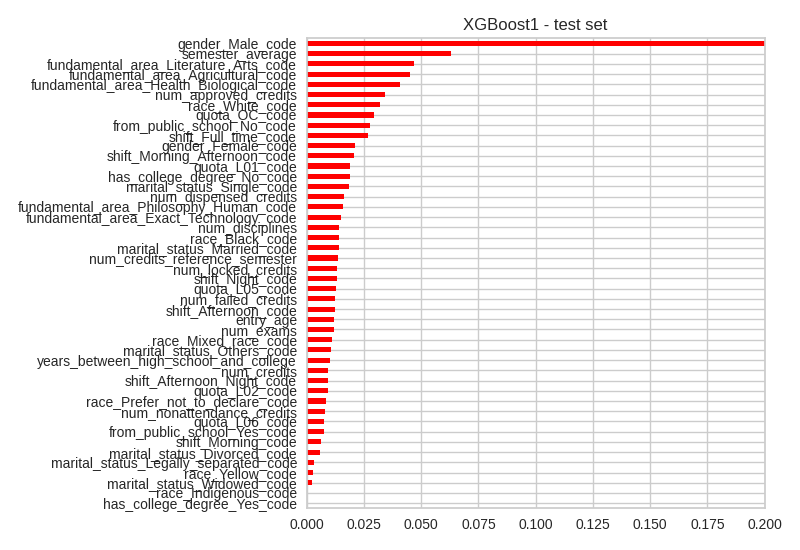 XGBoost1 - test set
gender_Male_code
semester_average
fundamental_area_Literature_Arts_code
fundamental_area_Agricultural_code
fundamental_area_Health_Biological_code
num_approved_credits
race_White_code
quota_OC_code
from_public_school_No_code
shift_Full_time_code
gender_Female_code
shift_Morning_Afternoon_code
quota_L01_code
has_college_degree_No_code
marital_status_Single_code
num_dispensed_credits
fundamental_area_Philosophy_Human_code
fundamental_area_Exact_Technology_code
num_disciplines
race_Black_code
marital_status_Married_code
num_credits_reference_semester
num_locked_credits
shift_Night_code
quota_L05_code
num_failed_credits
shift_Afternoon_code
entry_age
num_exams
race_Mixed_race_code
marital_status_Others_code
years_between_high_school_and_college
num_credits
shift_Afternoon_Night_code
quota_L02_code
race_Prefer_not_to_declare_code
num_nonattendance_credits
quota_L06_code
from_public_school_Yes_code
shift_Morning_code
marital_status_Divorced_code
marital_status_Legally_separated_code
race_Yellow_code
marital_status_Widowed_code
race_Indigenous_code
has_college_degree_Yes_code
0.000 0.025 0.050 0.075 0.100 0.125 0.150 0.175 0.200